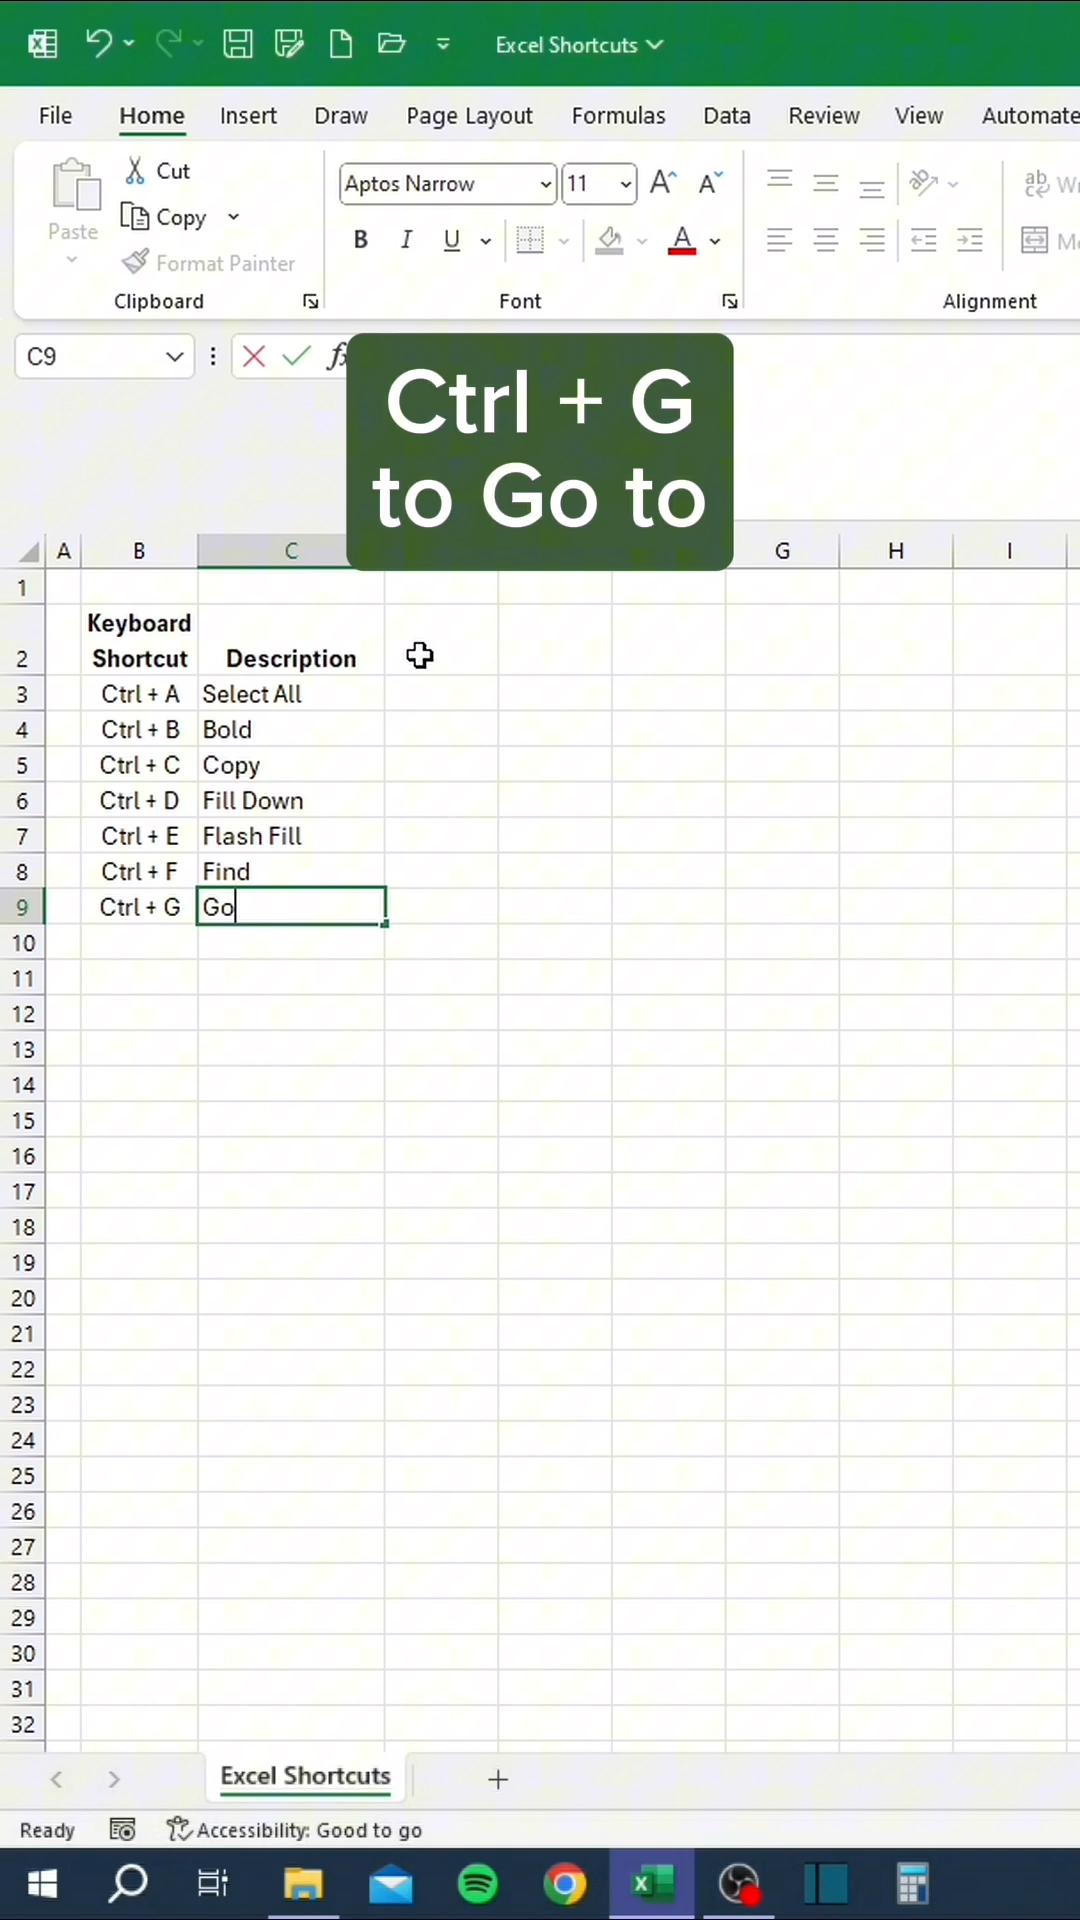 Excel Shortcuts
File Home Insert Draw Page Layout Formulas Data Review View Automate
Paste
Cut
Copy
Format Painter
Clipboard
Aptos Narrow 11
B I U A
Font
ab
Alignment
C9 fx
Ctrl + G
to Go to
A B C G H I
1
Keyboard
2 Shortcut Description
3 Ctrl + A Select All
4 Ctrl + B Bold
5 Ctrl + C Copy
6 Ctrl + D Fill Down
7 Ctrl + E Flash Fill
8 Ctrl + F Find
9 Ctrl + G Go
10
11
12
13
14
15
16
17
18
19
20
21
22
23
24
25
26
27
28
29
30
31
32
Excel Shortcuts
Ready Accessibility: Good to go